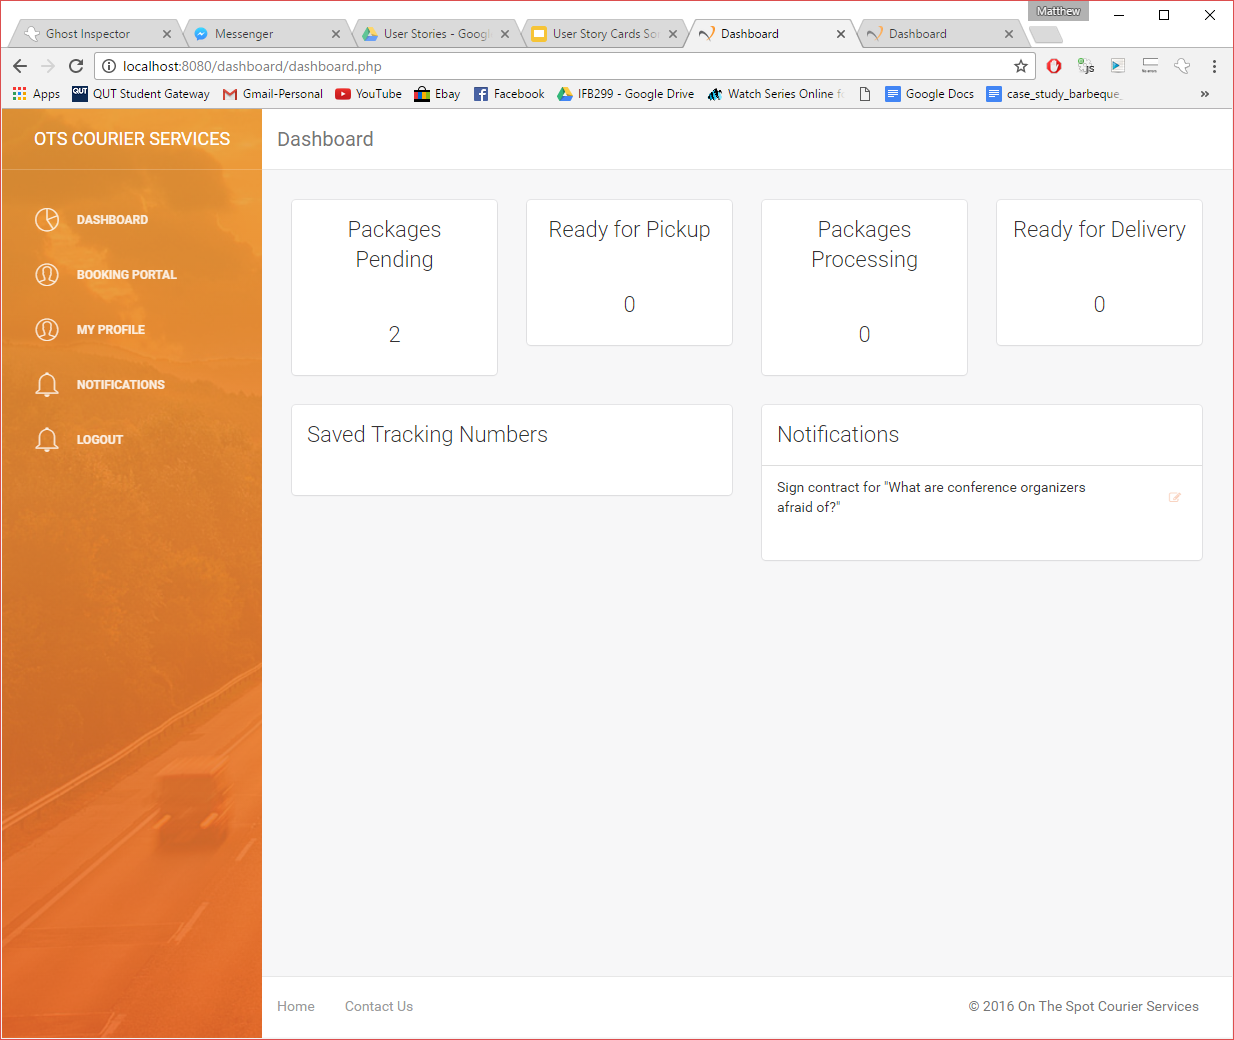 Matthew
Ghost Inspector
Messenger
User Stories - Googl
User Story Cards So
Dashboard
Dashboard
localhost:8080/dashboard/dashboard.php
js
Apps
QUT
QUT Student Gateway
Gmail-Personal
YouTube
Ebay
Facebook
IFB299 - Google Drive
Watch Series Online f
Google Docs
case_study_barbeque_
»
OTS COURIER SERVICES
Dashboard
DASHBOARD
BOOKING PORTAL
MY PROFILE
NOTIFICATIONS
LOGOUT
Packages
Pending
2
Ready for Pickup
0
Packages
Processing
0
Ready for Delivery
0
Saved Tracking Numbers
Notifications
Sign contract for "What are conference organizers
afraid of?"
Home
Contact Us
© 2016 On The Spot Courier Services